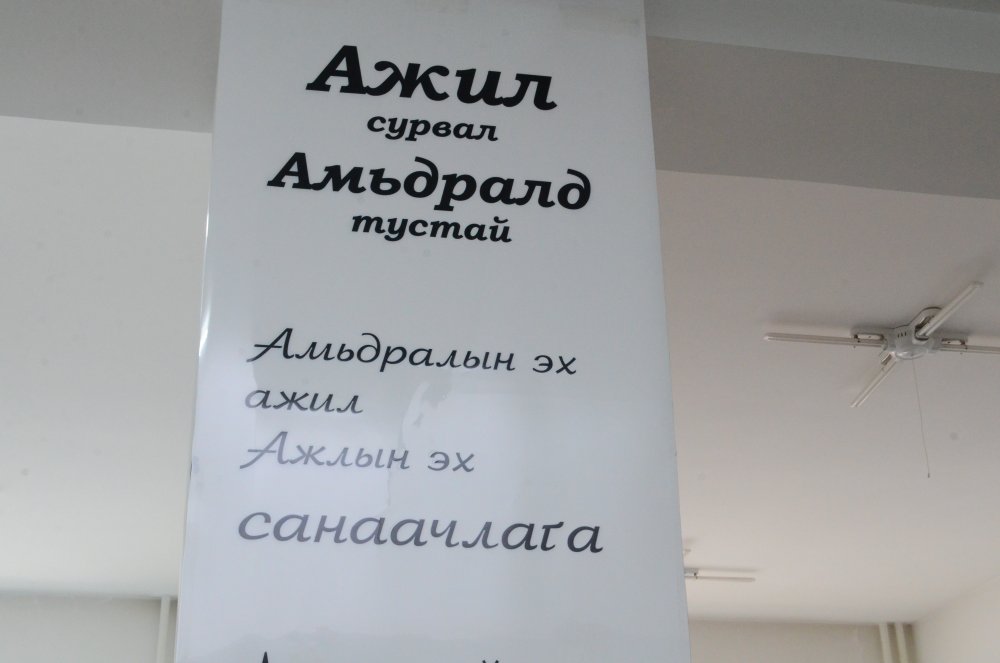 Ажил
сурвал
Амьдралд
тустай
Амьдралын эх
ажил
Ажлын эх
санаачлага